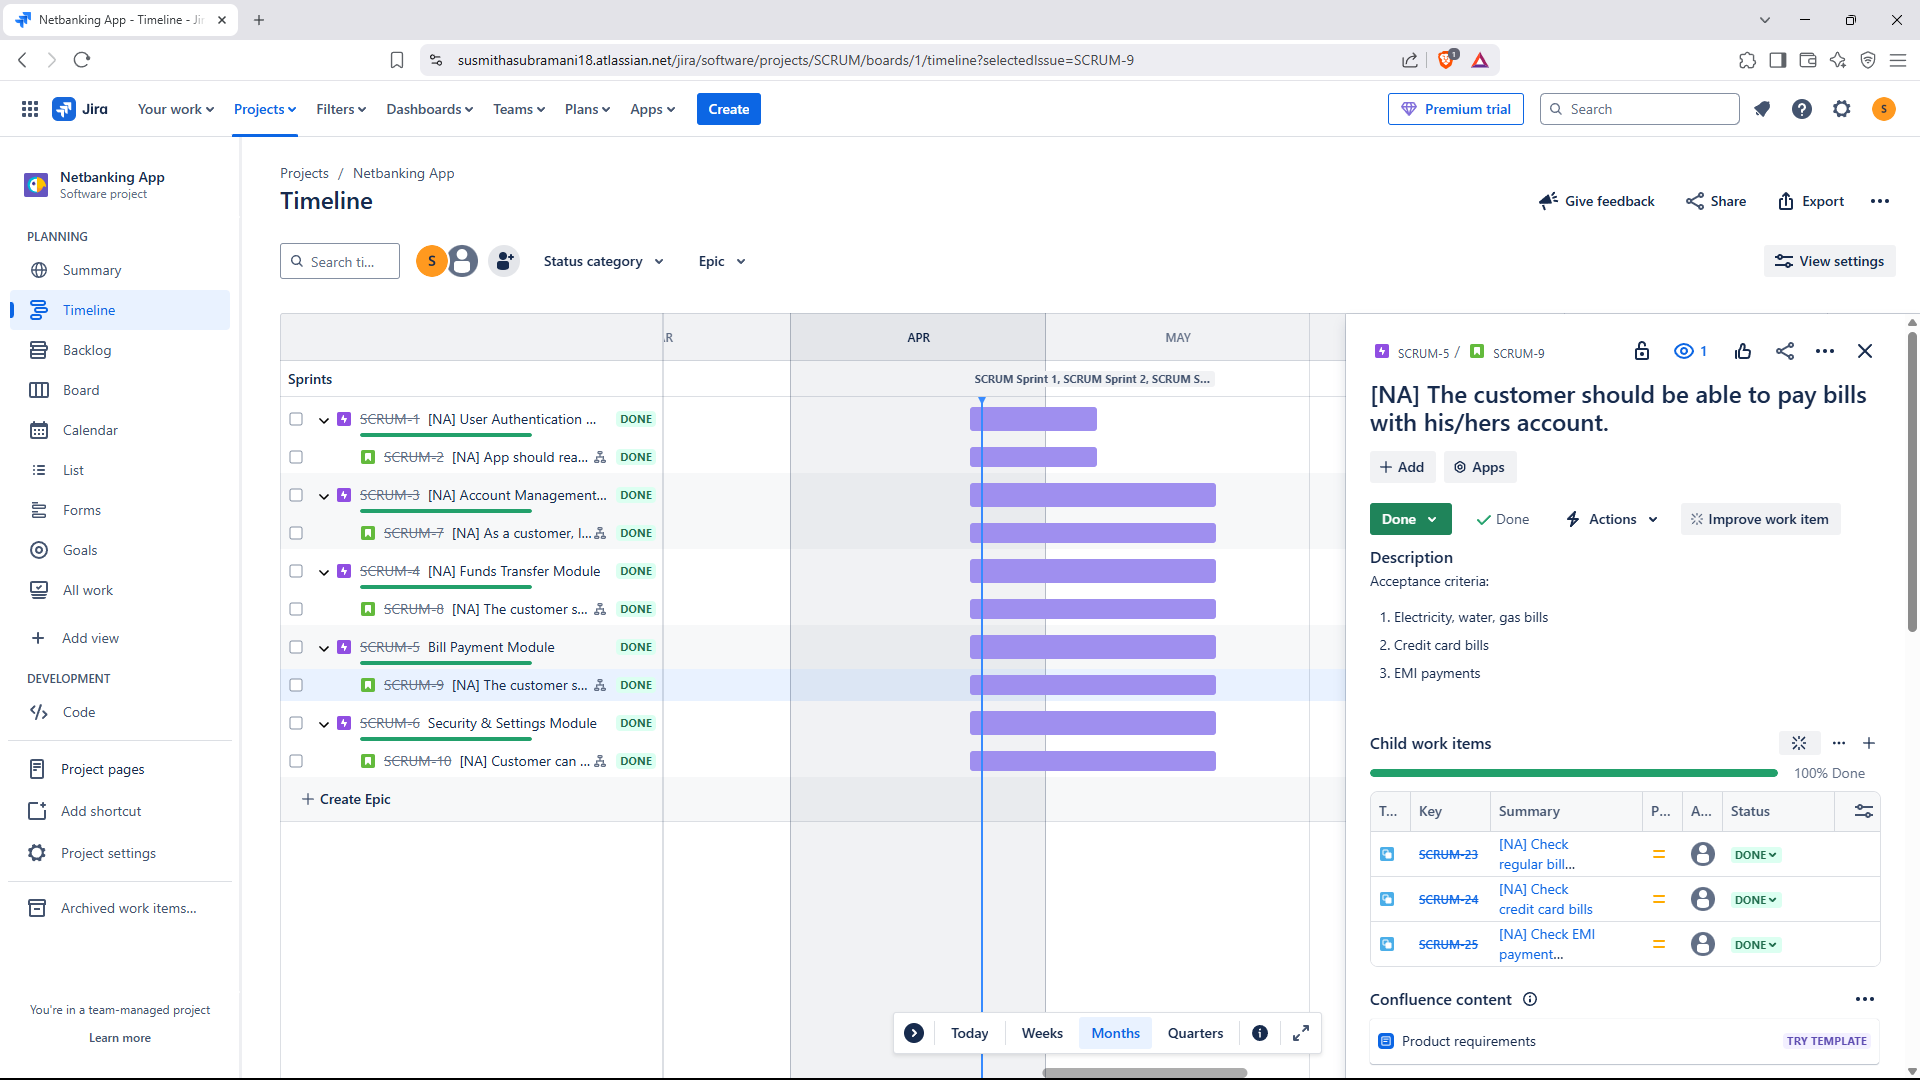 Netbanking App - Timeline - Ji
susmithasubramani18.atlassian.net/jira/software/projects/SCRUM/boards/1/timeline?selectedIssue=SCRUM-9
1
Jira
Your work
Projects
Filters
Dashboards
Teams
Plans
Apps
Create
Premium trial
Search
S
Netbanking App
Software project
PLANNING
Summary
Timeline
Backlog
Board
Calendar
List
Forms
Goals
All work
Add view
DEVELOPMENT
Code
Project pages
Add shortcut
Project settings
Archived work items...
You're in a team-managed project
Learn more
Projects / Netbanking App
Timeline
Give feedback
Share
Export
Search ti...
S
Status category
Epic
View settings
AR
APR
MAY
Sprints
SCRUM Sprint 1, SCRUM Sprint 2, SCRUM S...
SCRUM-1 [NA] User Authentication ... DONE
SCRUM-2 [NA] App should rea... DONE
SCRUM-3 [NA] Account Management... DONE
SCRUM-7 [NA] As a customer, I... DONE
SCRUM-4 [NA] Funds Transfer Module DONE
SCRUM-8 [NA] The customer s... DONE
SCRUM-5 Bill Payment Module DONE
SCRUM-9 [NA] The customer s... DONE
SCRUM-6 Security & Settings Module DONE
SCRUM-10 [NA] Customer can ... DONE
+ Create Epic
Today
Weeks
Months
Quarters
SCRUM-5 / SCRUM-9
1
[NA] The customer should be able to pay bills
with his/hers account.
+ Add
Apps
Done
Done
Actions
Improve work item
Description
Acceptance criteria:
1. Electricity, water, gas bills
2. Credit card bills
3. EMI payments
Child work items
100% Done
T... Key Summary P... A... Status
SCRUM-23 [NA] Check
regular bill... DONE
SCRUM-24 [NA] Check
credit card bills DONE
SCRUM-25 [NA] Check EMI
payment... DONE
Confluence content
Product requirements
TRY TEMPLATE